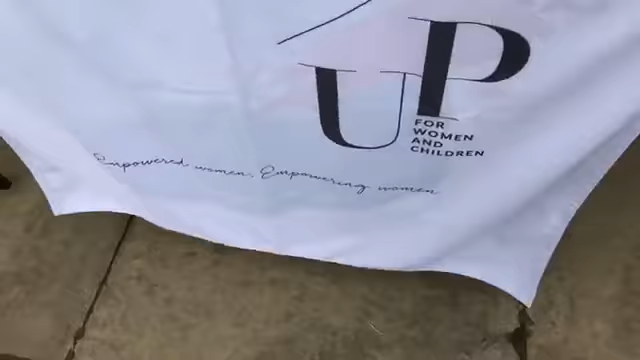 UP
FOR
WOMEN
AND
CHILDREN
Empowered women. Empowering women